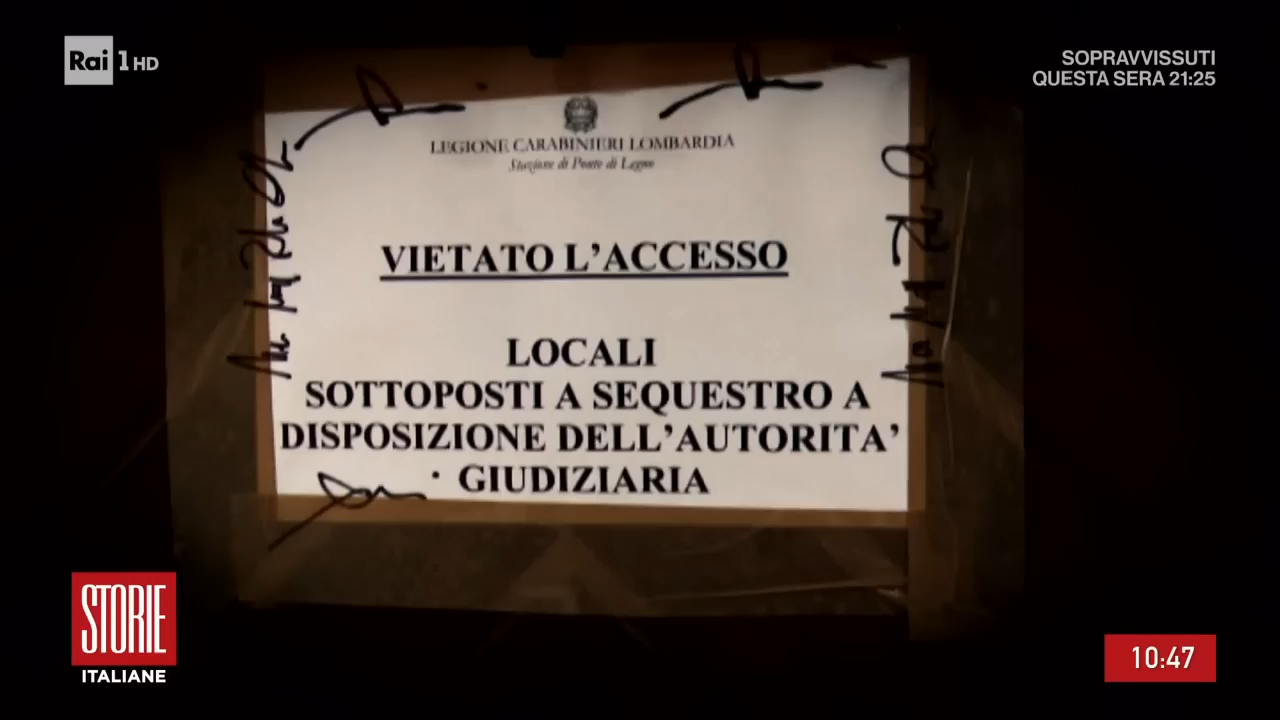 Rai 1 HD
SOPRAVVISSUTI
QUESTA SERA 21:25
LEGIONE CARABINIERI LOMBARDIA
Stazione di Ponte di Legno
VIETATO L'ACCESSO
LOCALI
SOTTOPOSTI A SEQUESTRO A
DISPOSIZIONE DELL'AUTORITA'
GIUDIZIARIA
STORIE
ITALIANE
10:47